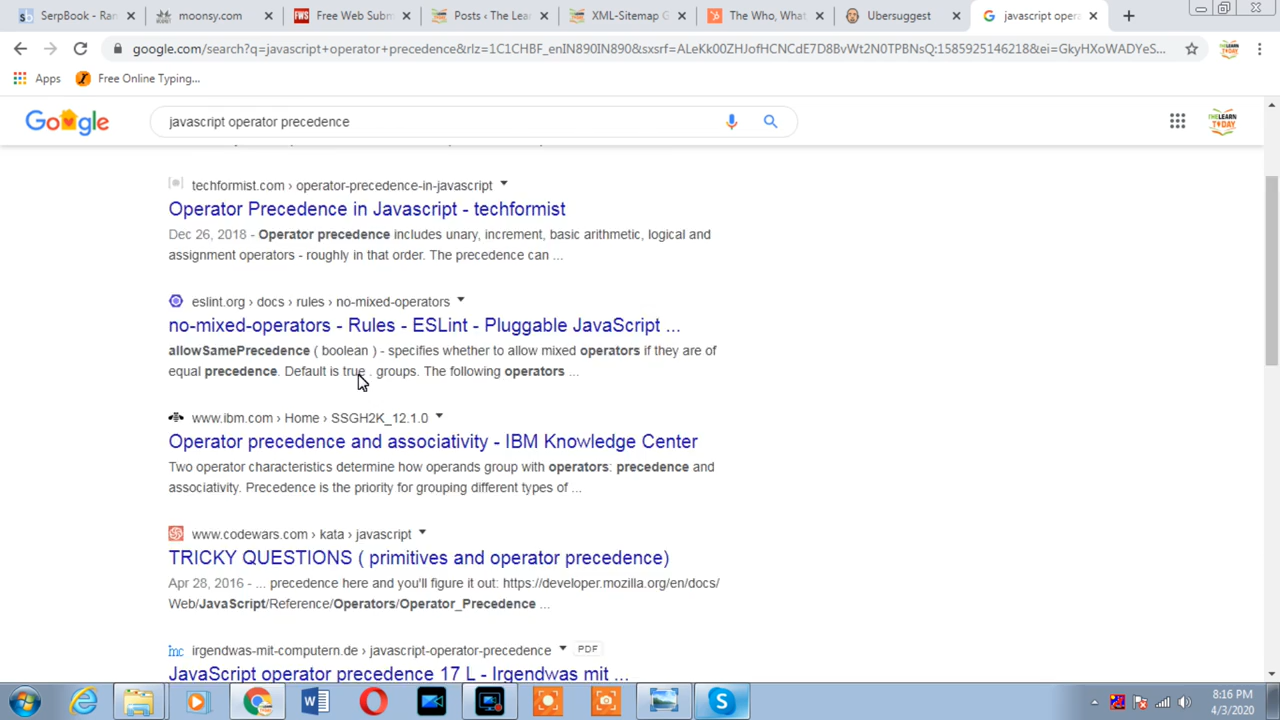 SerpBook - Ran
moonsy.com
Free Web Subm
Posts ‹ The Lea
XML-Sitemap G
The Who, What
Ubersuggest
javascript opera
google.com/search?q=javascript+operator+precedence&rlz=1C1CHBF_enIN890IN890&sxsrf=ALeKk00ZHJofHCNCdE7D8BvWt2N0TPBNsQ:1585925146218&ei=GkyHXoWADYeS...
Apps
Free Online Typing...
Google
javascript operator precedence
THE LEARN TODAY
techformist.com › operator-precedence-in-javascript
Operator Precedence in Javascript - techformist
Dec 26, 2018 - Operator precedence includes unary, increment, basic arithmetic, logical and
assignment operators - roughly in that order. The precedence can ...
eslint.org › docs › rules › no-mixed-operators
no-mixed-operators - Rules - ESLint - Pluggable JavaScript ...
allowSamePrecedence ( boolean ) - specifies whether to allow mixed operators if they are of
equal precedence. Default is true . groups. The following operators ...
www.ibm.com › Home › SSGH2K_12.1.0
Operator precedence and associativity - IBM Knowledge Center
Two operator characteristics determine how operands group with operators: precedence and
associativity. Precedence is the priority for grouping different types of ...
www.codewars.com › kata › javascript
TRICKY QUESTIONS ( primitives and operator precedence)
Apr 28, 2016 - ... precedence here and you'll figure it out: https://developer.mozilla.org/en/docs/
Web/JavaScript/Reference/Operators/Operator_Precedence ...
irgendwas-mit-computern.de › javascript-operator-precedence
PDF
JavaScript operator precedence 17 L - Irgendwas mit ...
8:16 PM
4/3/2020